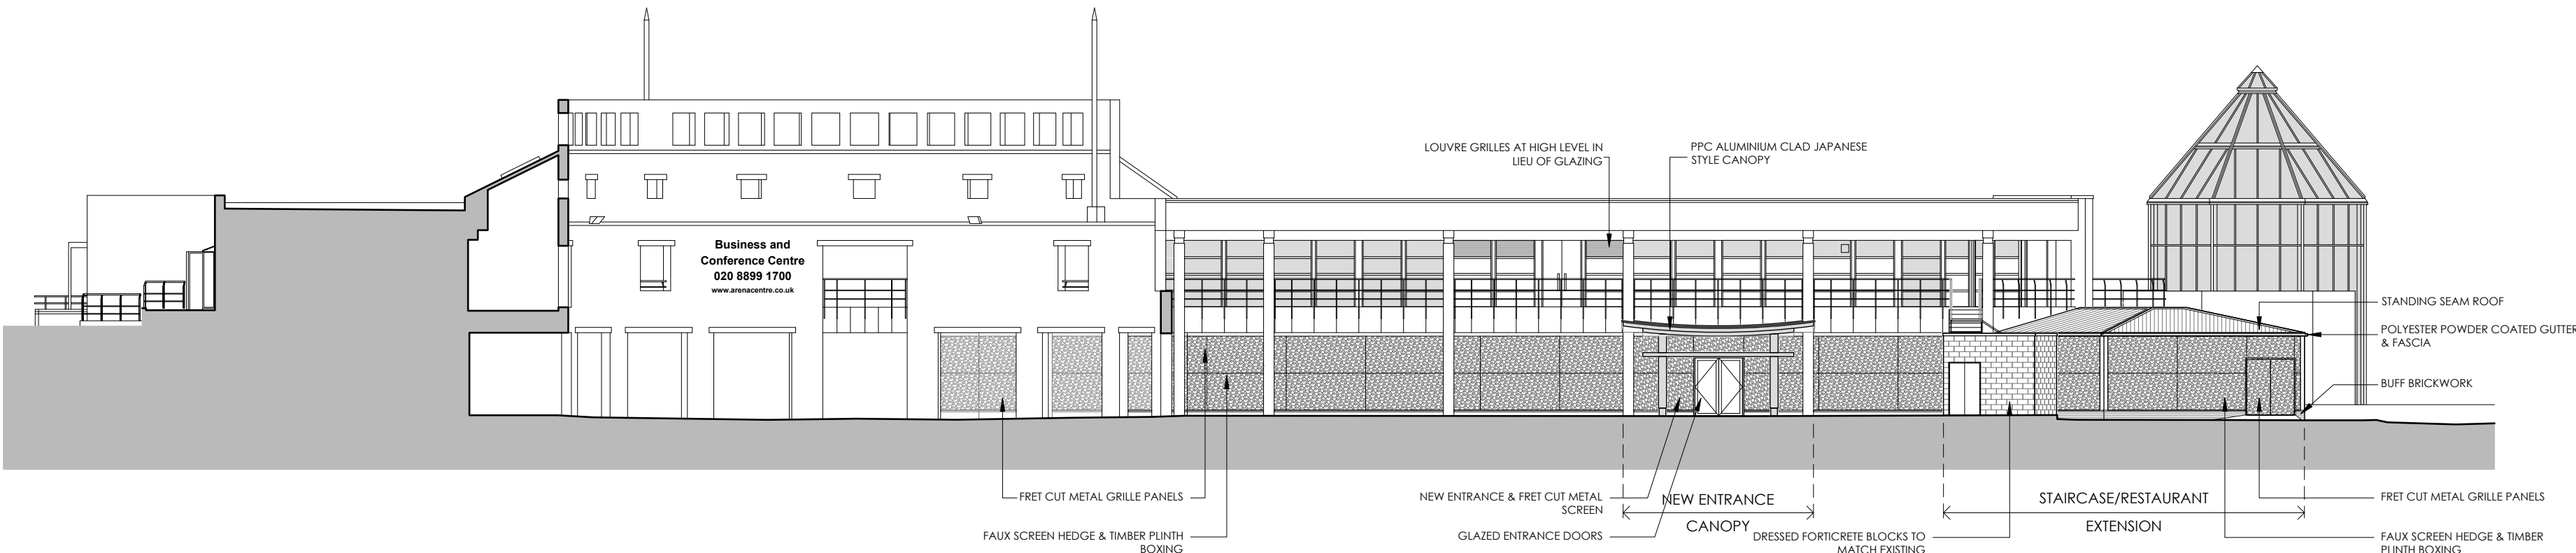 LOUVRE GRILLES AT HIGH LEVEL IN
LIEU OF GLAZING
PPC ALUMINIUM CLAD JAPANESE
STYLE CANOPY
Business and
Conference Centre
020 8899 1700
www.arenacentre.co.uk
STANDING SEAM ROOF
POLYESTER POWDER COATED GUTTER
& FASCIA
BUFF BRICKWORK
FRET CUT METAL GRILLE PANELS
FAUX SCREEN HEDGE & TIMBER PLINTH
BOXING
NEW ENTRANCE & FRET CUT METAL
SCREEN
GLAZED ENTRANCE DOORS
NEW ENTRANCE
CANOPY
DRESSED FORTICRETE BLOCKS TO
MATCH EXISTING
STAIRCASE/RESTAURANT
EXTENSION
FRET CUT METAL GRILLE PANELS
FAUX SCREEN HEDGE & TIMBER
PLINTH BOXING